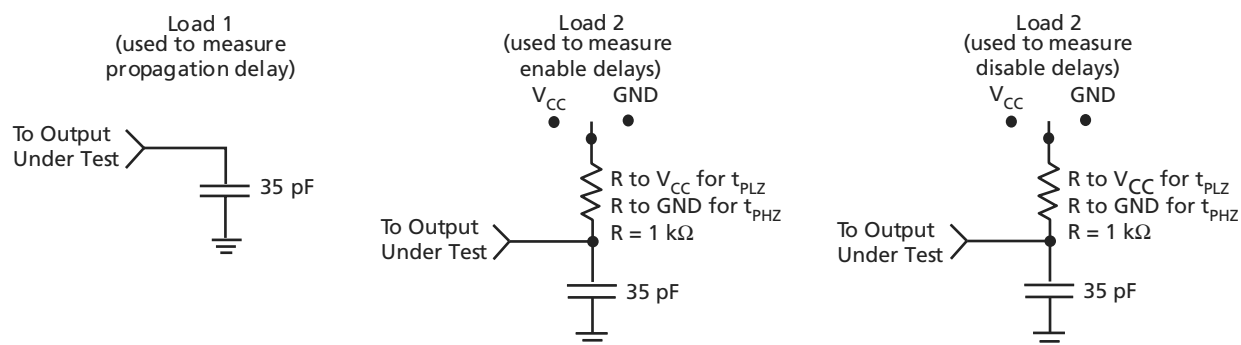 Load 1
(used to measure
propagation delay)
To Output
Under Test
35 pF
Load 2
(used to measure
enable delays)
VCC
GND
R to VCC for tPLZ
R to GND for tPHZ
R = 1 kΩ
To Output
Under Test
35 pF
Load 2
(used to measure
disable delays)
VCC
GND
R to VCC for tPLZ
R to GND for tPHZ
R = 1 kΩ
To Output
Under Test
35 pF